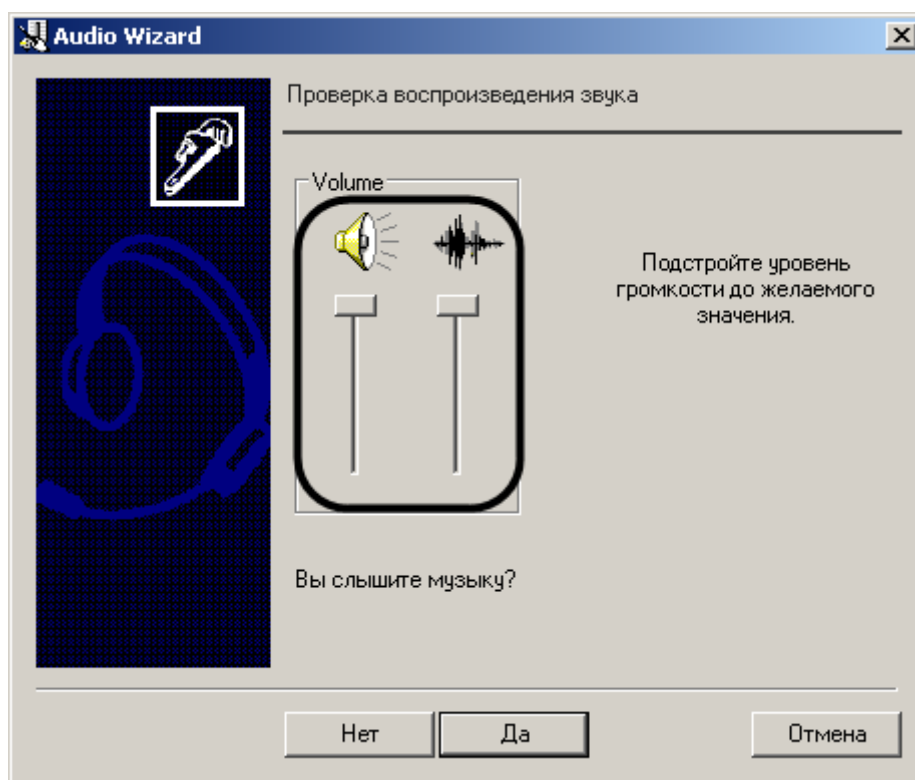 Audio Wizard
Проверка воспроизведения звука
Volume
Подстройте уровень
громкости до желаемого
значения.
Вы слышите музыку?
Нет
Да
Отмена